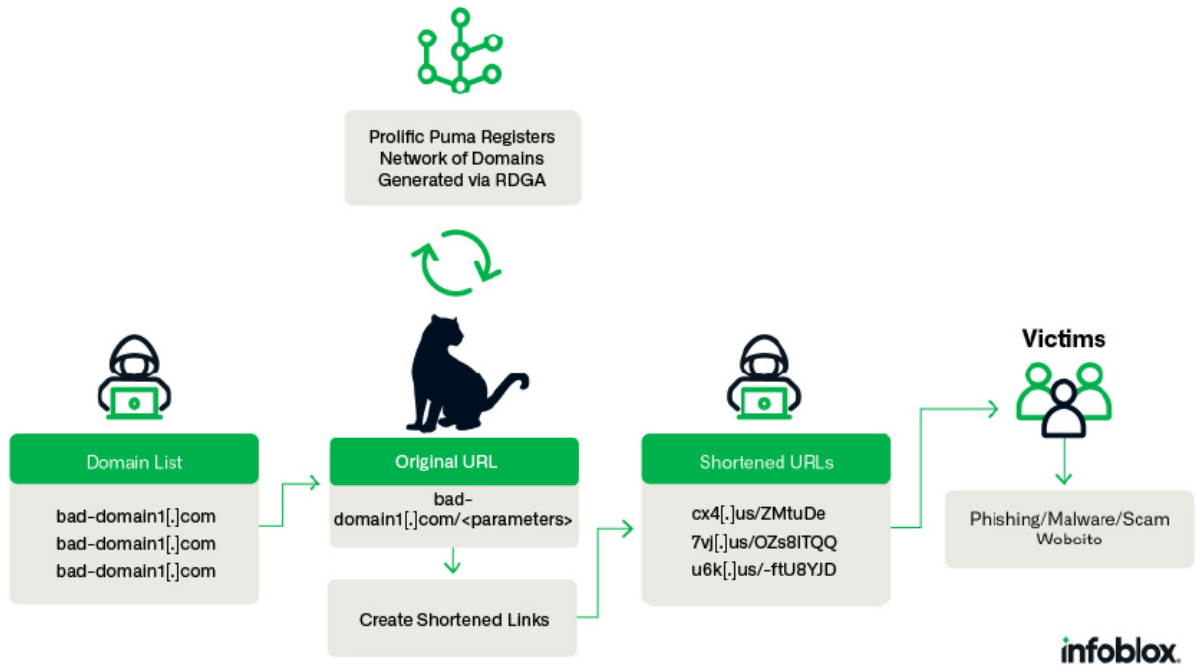 Prolific Puma Registers
Network of Domains
Generated via RDGA
Domain List
bad-domain1[.]com
bad-domain1[.]com
bad-domain1[.]com
Original URL
bad-
domain1[.]com/<parameters>
Create Shortened Links
Shortened URLs
cx4[.]us/ZMtuDe
7vj[.]us/OZs8ITQQ
u6k[.]us/-ftU8YJD
Victims
Phishing/Malware/Scam
Website
infoblox.